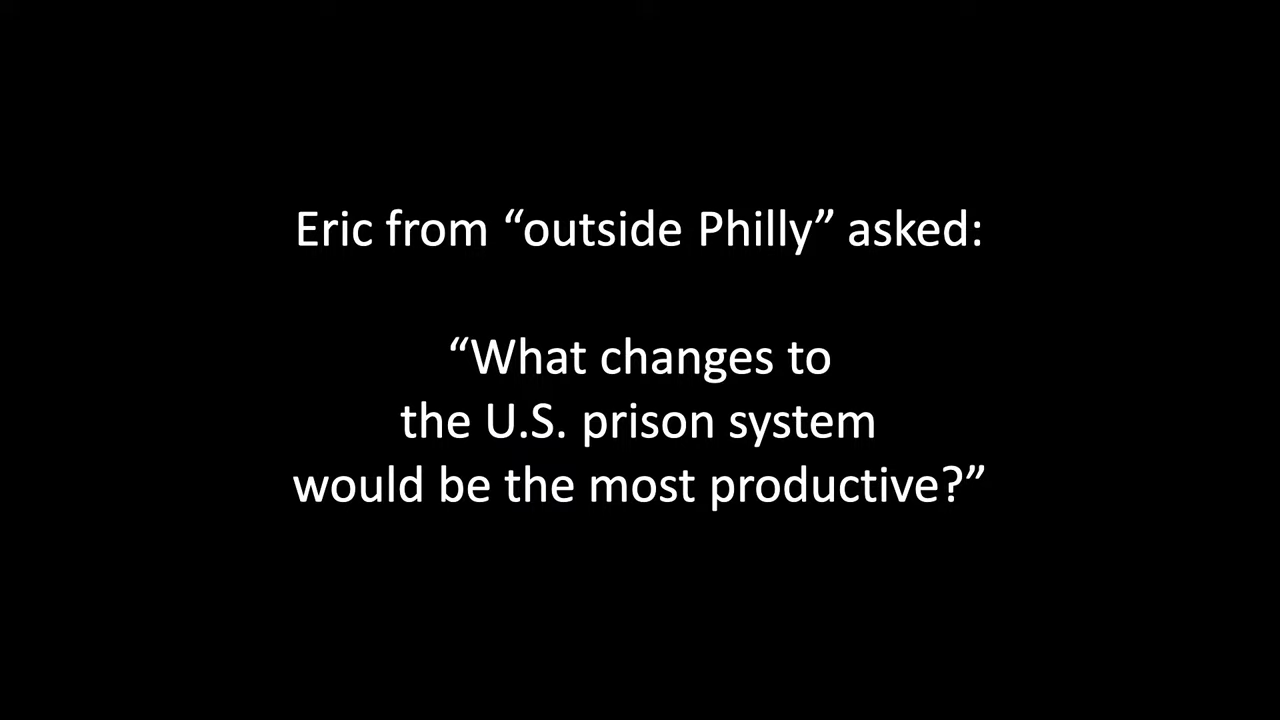 Eric from “outside Philly” asked:
“What changes to
the U.S. prison system
would be the most productive?”